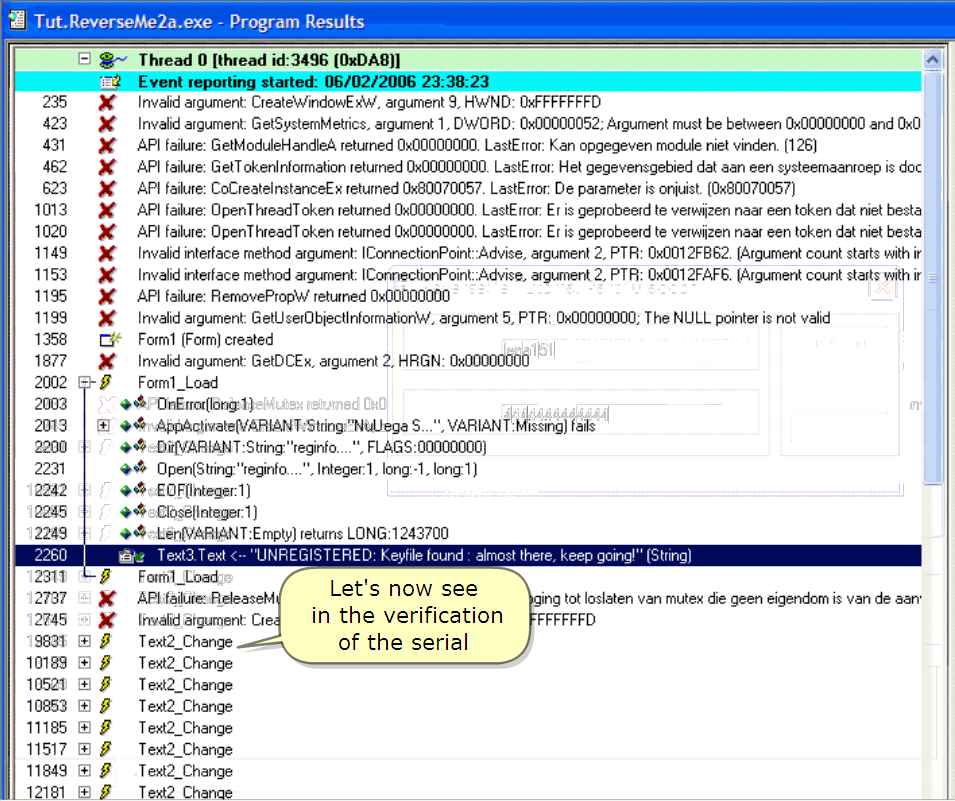 Tut.ReverseMe2a.exe - Program Results
Thread 0 [thread id:3496 (0xDA8)]
Event reporting started: 06/02/2006 23:38:23
235 Invalid argument: CreateWindowExW, argument 9, HWND: 0xFFFFFFFD
423 Invalid argument: GetSystemMetrics, argument 1, DWORD: 0x00000052; Argument must be between 0x00000000 and 0x0
431 API failure: GetModuleHandleA returned 0x00000000. LastError: Kan opgegeven module niet vinden. (126)
462 API failure: GetTokenInformation returned 0x00000000. LastError: Het gegevensgebied dat aan een systeemaanroep is doc
623 API failure: CoCreateInstanceEx returned 0x80070057. LastError: De parameter is onjuist. (0x80070057)
1013 API failure: OpenThreadToken returned 0x00000000. LastError: Er is geprobeerd te verwijzen naar een token dat niet besta
1020 API failure: OpenThreadToken returned 0x00000000. LastError: Er is geprobeerd te verwijzen naar een token dat niet besta
1149 Invalid interface method argument: IConnectionPoint::Advise, argument 2, PTR: 0x0012FB62. (Argument count starts with ir
1153 Invalid interface method argument: IConnectionPoint::Advise, argument 2, PTR: 0x0012FAF6. (Argument count starts with ir
1195 API failure: RemovePropW returned 0x00000000
1199 Invalid argument: GetUserObjectInformationW, argument 5, PTR: 0x00000000; The NULL pointer is not valid
1358 Form1 (Form) created
1877 Invalid argument: GetDCEx, argument 2, HRGN: 0x00000000
2002 Form1_Load
2003 OnError(long:1)
2013 AppActivate(VARIANT:String:"NuUega S...", VARIANT:Missing) fails
2200 Dir(VARIANT:String:"reginfo....", FLAGS:00000000)
2231 Open(String:"reginfo....", Integer:1, long:-1, long:1)
2242 EOF(Integer:1)
2245 Close(Integer:1)
2249 Len(VARIANT:Empty) returns LONG:1243700
2260 Text3.Text <-- "UNREGISTERED: Keyfile found : almost there, keep going!" (String)
2311 Form1_Load
2737 API failure: ReleaseMu oging tot loslaten van mutex die geen eigendom is van de aanv
2745 Invalid argument: Crea FFFFFFD
Let's now see
in the verification
of the serial
9831 Text2_Change
10189 Text2_Change
10521 Text2_Change
10853 Text2_Change
11185 Text2_Change
11517 Text2_Change
11849 Text2_Change
12181 Text2_Change